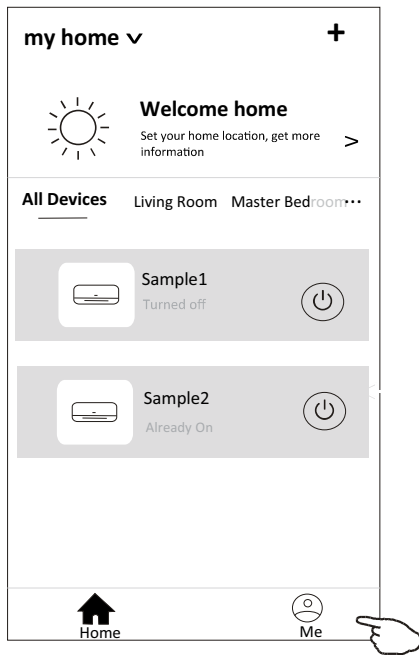 my home
Welcome home
Set your home location, get more
information
All Devices Living Room Master Bedroom...
Sample1
Turned off
Sample2
Already On
Home Me